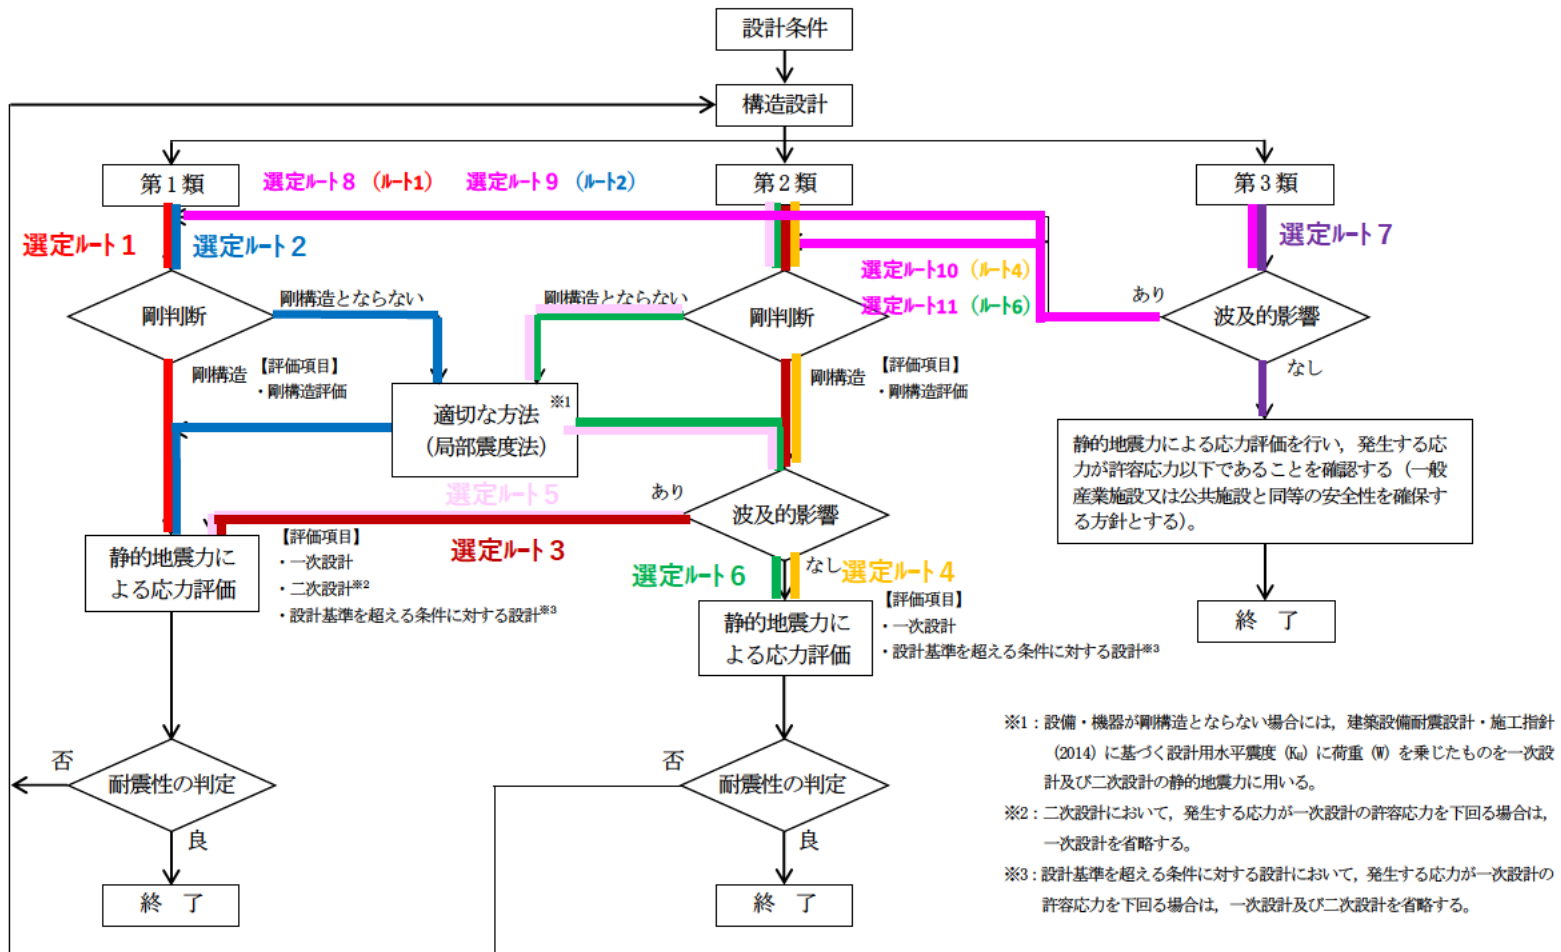 設計条件
構造設計
第1類
選定ルート8 (ルート1)
選定ルート9 (ルート2)
第2類
第3類
選定ルート1
選定ルート2
選定ルート7
選定ルート10 (ルート4)
選定ルート11 (ルート6)
剛判断
剛構造とならない
剛構造とならない
剛判断
あり
波及的影響
なし
剛構造
【評価項目】
・剛構造評価
適切な方法※1
(局部震度法)
剛構造
【評価項目】
・剛構造評価
静的地震力による応力評価を行い,発生する応
力が許容応力以下であることを確認する(一般
産業施設又は公共施設と同等の安全性を確保す
る方針とする)。
選定ルート5
あり
波及的影響
選定ルート3
静的地震力に
よる応力評価
【評価項目】
・一次設計
・二次設計※2
・設計基準を超える条件に対する設計※3
選定ルート6
なし
選定ルート4
静的地震力に
よる応力評価
【評価項目】
・一次設計
・設計基準を超える条件に対する設計※3
終 了
否
耐震性の判定
良
終 了
否
耐震性の判定
良
終 了
※1:設備・機器が剛構造とならない場合には,建築設備耐震設計・施工指針
(2014)に基づく設計用水平震度(KH)に荷重(W)を乗じたものを一次設
計及び二次設計の静的地震力に用いる。
※2:二次設計において,発生する応力が一次設計の許容応力を下回る場合は,
一次設計を省略する。
※3:設計基準を超える条件に対する設計において,発生する応力が一次設計の
許容応力を下回る場合は,一次設計及び二次設計を省略する。